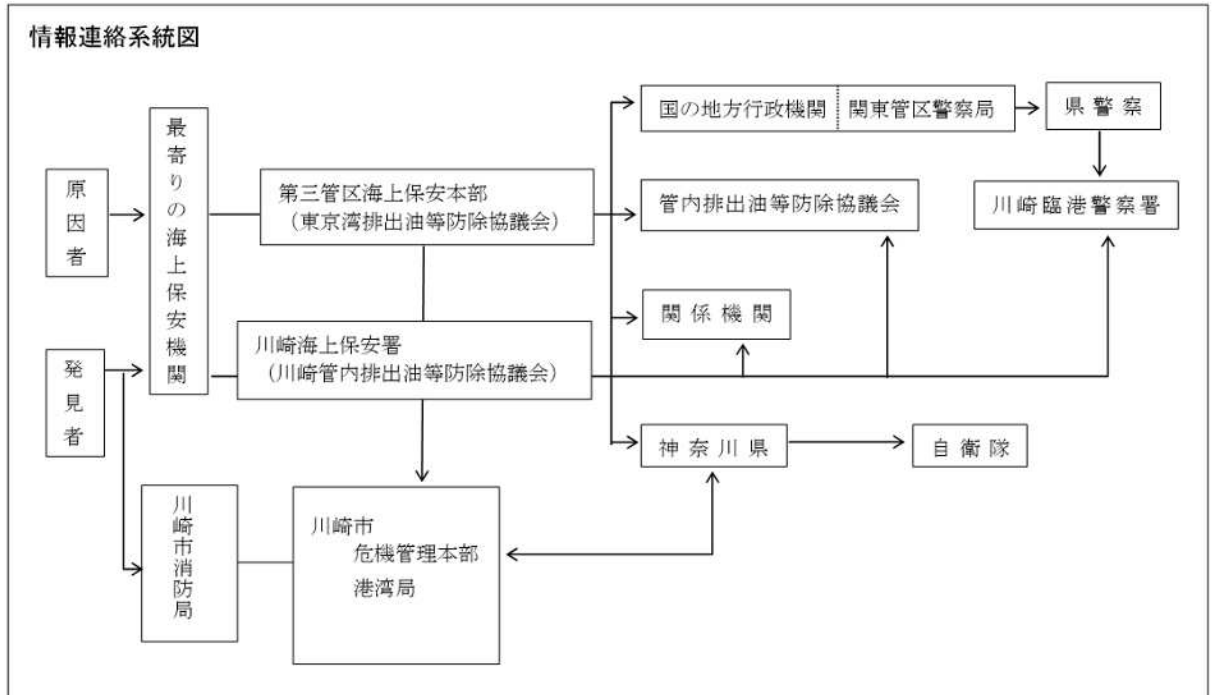 情報連絡系統図
原因者
発見者
最寄りの海上保安機関
第三管区海上保安本部
（東京湾排出油等防除協議会）
川崎海上保安署
（川崎管内排出油等防除協議会）
川崎市消防局
川崎市
危機管理本部
港湾局
国の地方行政機関
関東管区警察局
県警察
管内排出油等防除協議会
川崎臨港警察署
関係機関
神奈川県
自衛隊